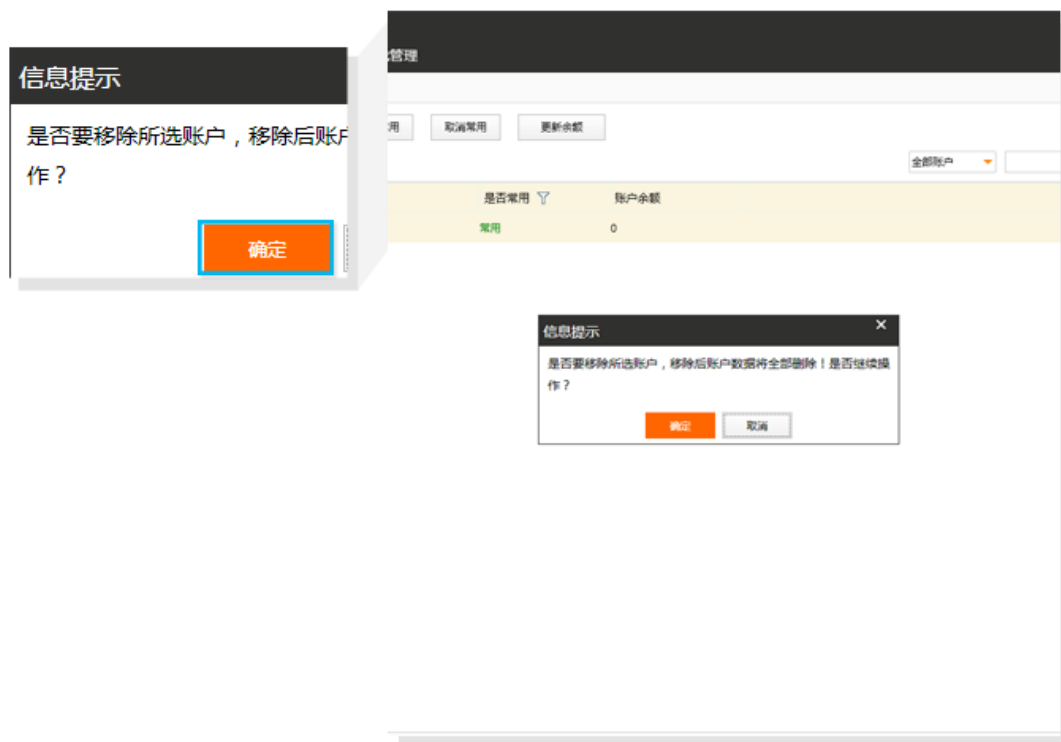 信息提示
是否要移除所选账户，移除后账户
作？
确定
管理
用
取消常用
更新余额
全部账户
是否常用
账户余额
常用
0
信息提示
是否要移除所选账户，移除后账户数据将全部删除！是否继续操
作？
确定
取消